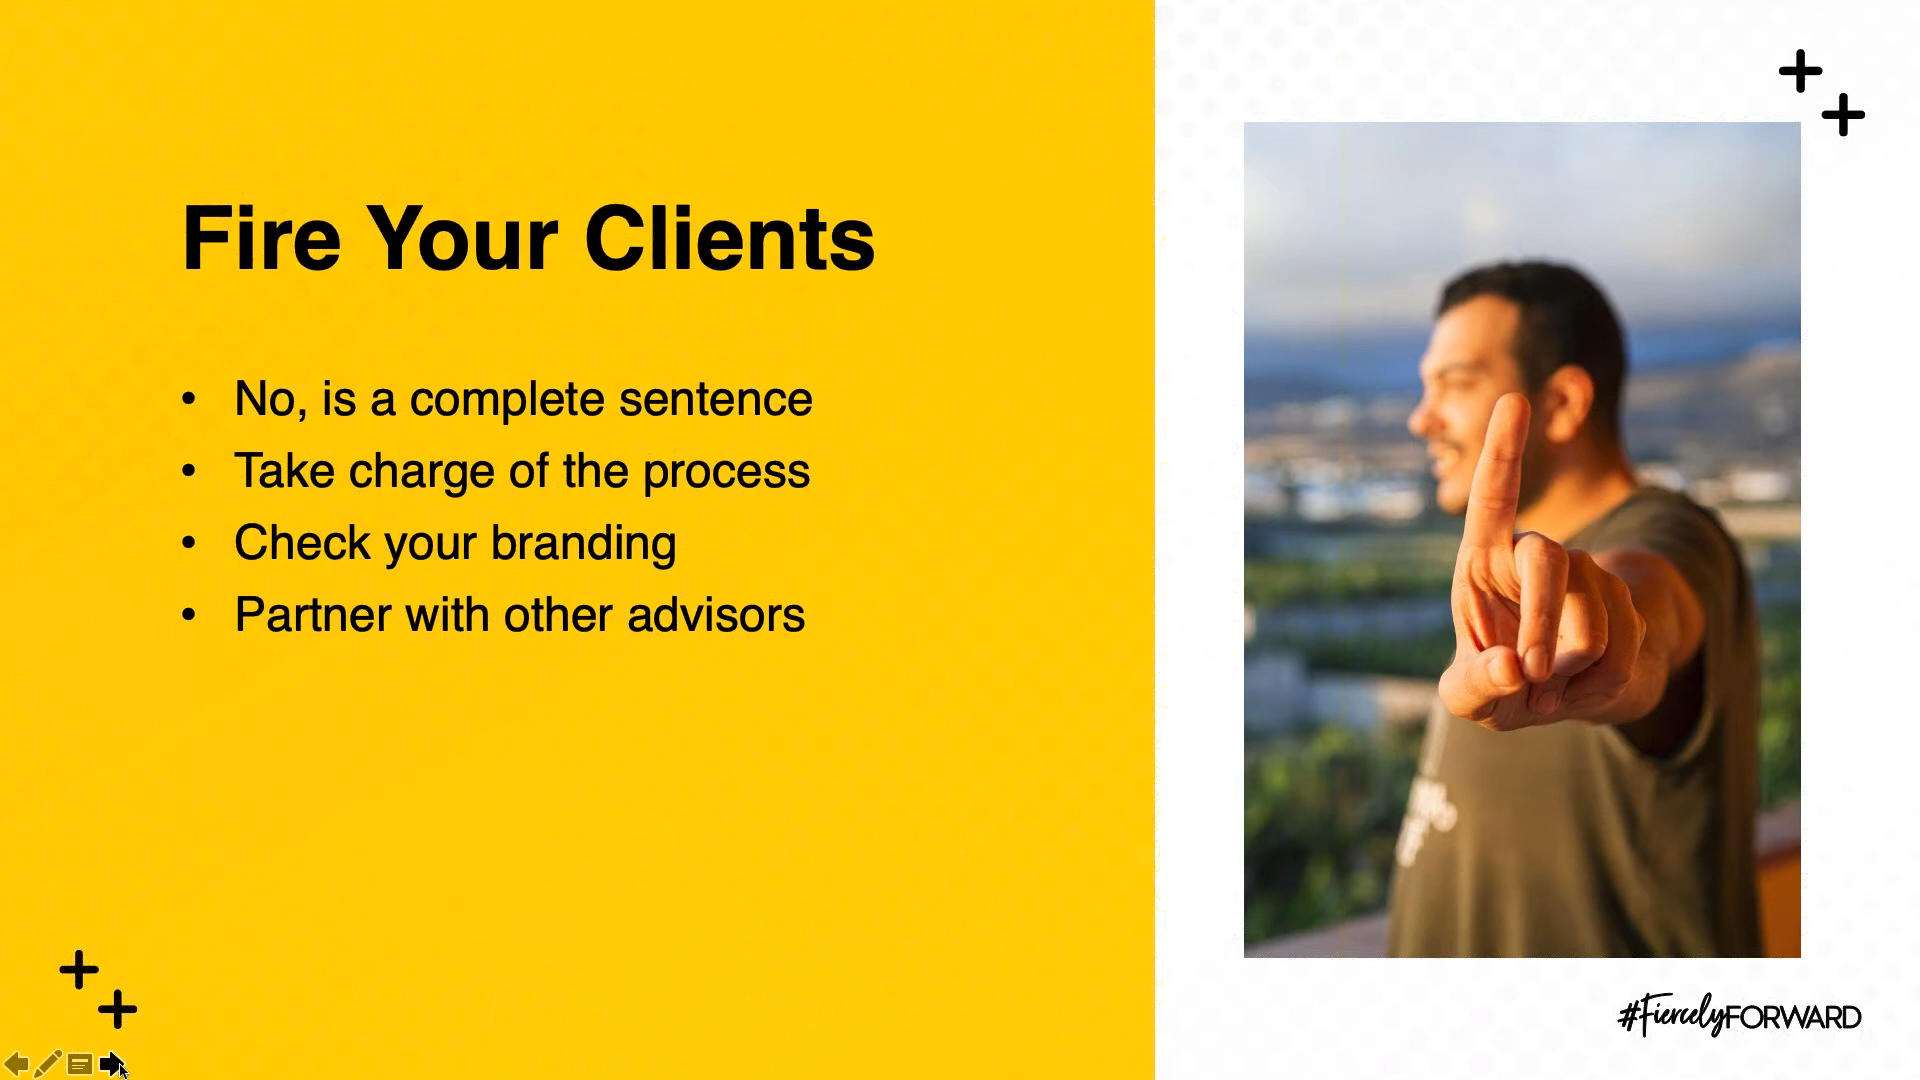 Fire Your Clients
• No, is a complete sentence
• Take charge of the process
• Check your branding
• Partner with other advisors
#FiercelyFORWARD